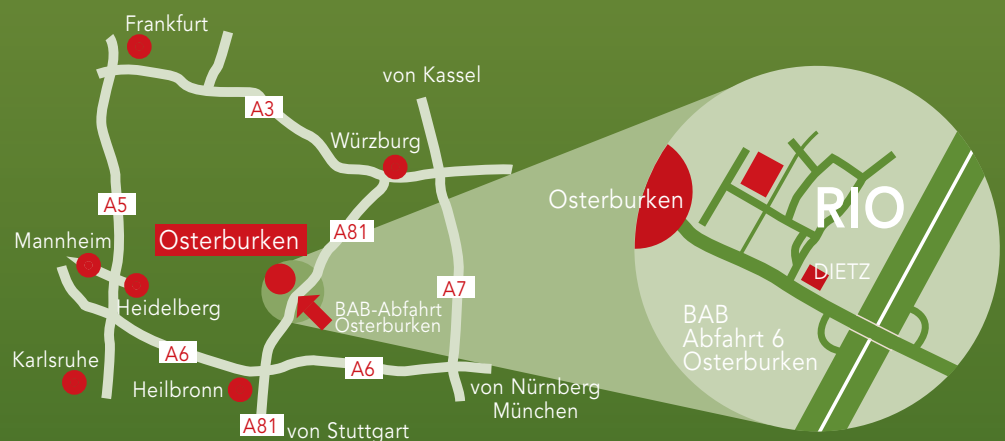 Frankfurt
von Kassel
A3
Würzburg
A5
Mannheim
Osterburken
A81
Heidelberg
BAB-Abfahrt
Osterburken
A7
Karlsruhe
A6
Heilbronn
A6
von Nürnberg
München
A81 von Stuttgart
Osterburken
RIO
DIETZ
BAB
Abfahrt 6
Osterburken